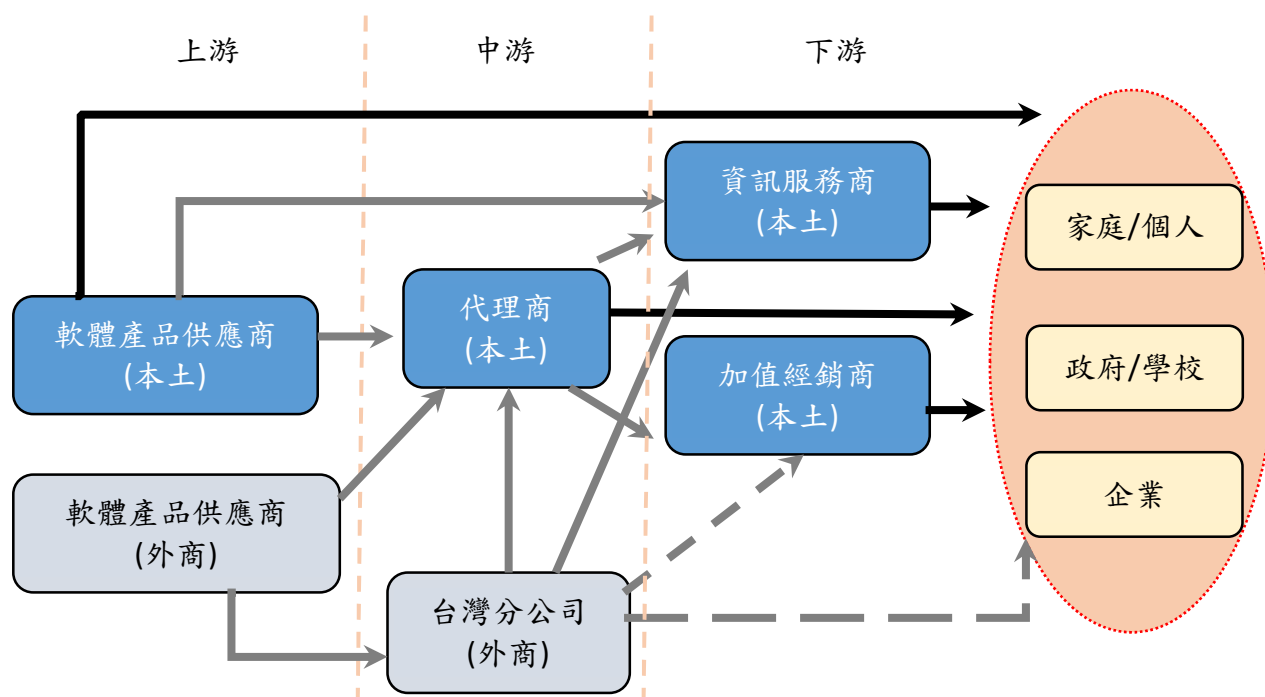 上游
中游
下游
資訊服務商
(本土)
家庭/個人
軟體產品供應商
(本土)
代理商
(本土)
加值經銷商
(本土)
政府/學校
軟體產品供應商
(外商)
企業
台灣分公司
(外商)